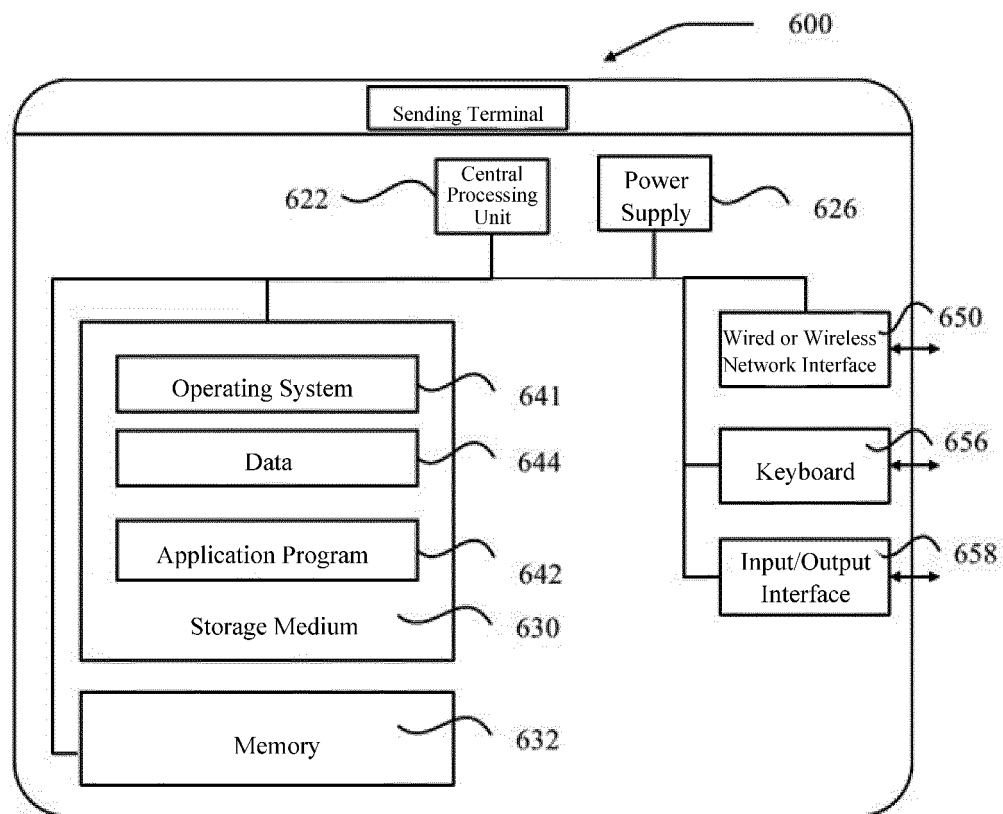 600
Sending Terminal
622
Central
Processing
Unit
Power
Supply
626
Wired or Wireless
Network Interface
650
Operating System
641
Data
644
Keyboard
656
Application Program
642
Input/Output
Interface
658
Storage Medium
630
Memory
632